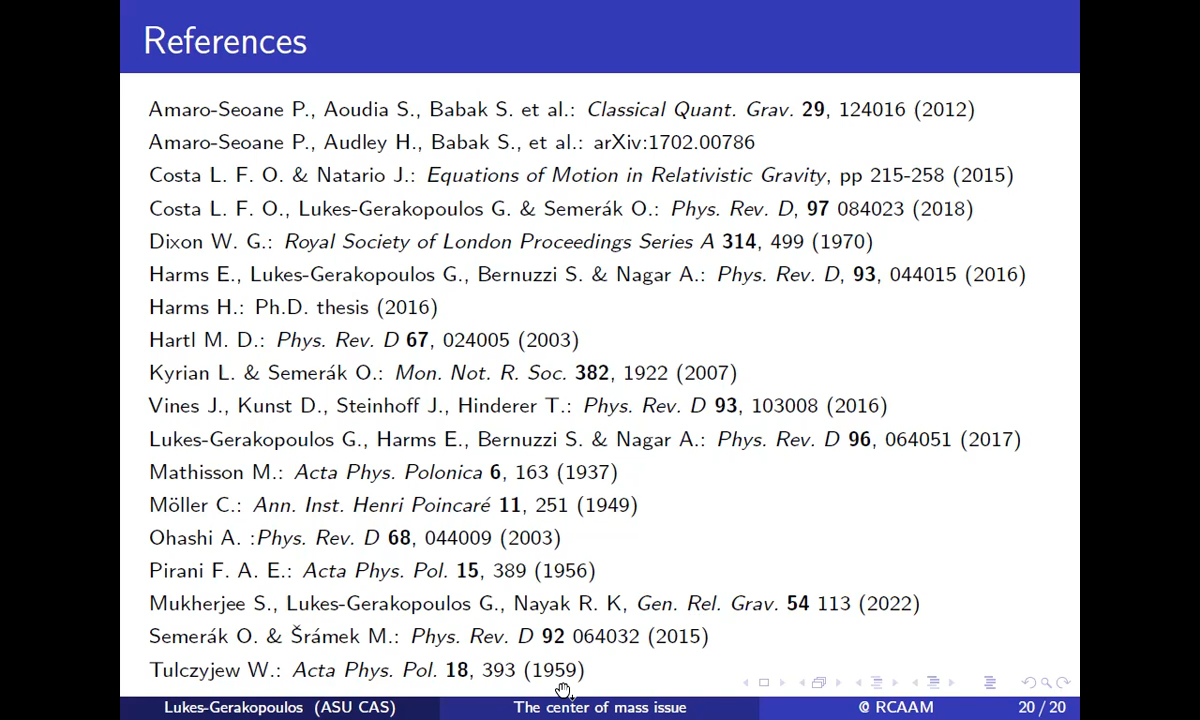 References
Amaro-Seoane P., Aoudia S., Babak S. et al.: Classical Quant. Grav. 29, 124016 (2012)
Amaro-Seoane P., Audley H., Babak S., et al.: arXiv:1702.00786
Costa L. F. O. & Natario J.: Equations of Motion in Relativistic Gravity, pp 215-258 (2015)
Costa L. F. O., Lukes-Gerakopoulos G. & Semerák O.: Phys. Rev. D, 97 084023 (2018)
Dixon W. G.: Royal Society of London Proceedings Series A 314, 499 (1970)
Harms E., Lukes-Gerakopoulos G., Bernuzzi S. & Nagar A.: Phys. Rev. D, 93, 044015 (2016)
Harms H.: Ph.D. thesis (2016)
Hartl M. D.: Phys. Rev. D 67, 024005 (2003)
Kyrian L. & Semerák O.: Mon. Not. R. Soc. 382, 1922 (2007)
Vines J., Kunst D., Steinhoff J., Hinderer T.: Phys. Rev. D 93, 103008 (2016)
Lukes-Gerakopoulos G., Harms E., Bernuzzi S. & Nagar A.: Phys. Rev. D 96, 064051 (2017)
Mathisson M.: Acta Phys. Polonica 6, 163 (1937)
Möller C.: Ann. Inst. Henri Poincaré 11, 251 (1949)
Ohashi A. :Phys. Rev. D 68, 044009 (2003)
Pirani F. A. E.: Acta Phys. Pol. 15, 389 (1956)
Mukherjee S., Lukes-Gerakopoulos G., Nayak R. K, Gen. Rel. Grav. 54 113 (2022)
Semerák O. & Šrámek M.: Phys. Rev. D 92 064032 (2015)
Tulczyjew W.: Acta Phys. Pol. 18, 393 (1959)
Lukes-Gerakopoulos (ASU CAS) The center of mass issue @ RCAAM 20 / 20